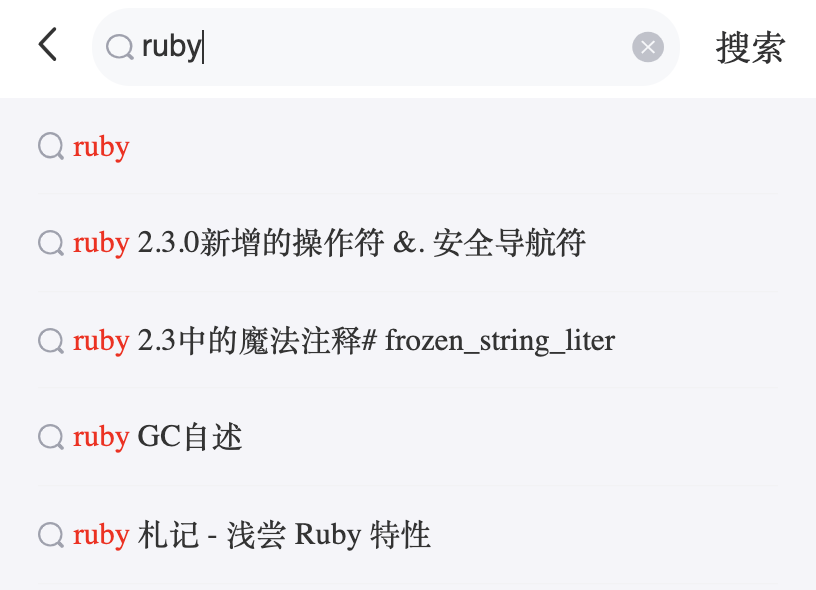 ruby
搜索
ruby
ruby 2.3.0新增的操作符 &. 安全导航符
ruby 2.3中的魔法注释# frozen_string_liter
ruby GC自述
ruby 札记 - 浅尝 Ruby 特性